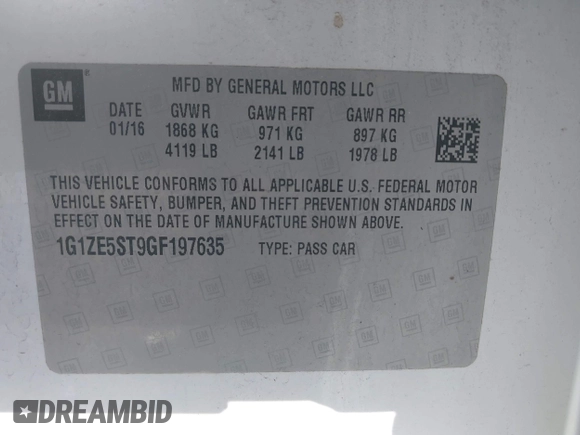 GM ®
MFD BY GENERAL MOTORS LLC
DATE GVWR GAWR FRT GAWR RR
01/16 1868 KG 971 KG 897 KG
4119 LB 2141 LB 1978 LB
THIS VEHICLE CONFORMS TO ALL APPLICABLE U.S. FEDERAL MOTOR
VEHICLE SAFETY, BUMPER, AND THEFT PREVENTION STANDARDS IN
EFFECT ON THE DATE OF MANUFACTURE SHOWN ABOVE.
1G1ZE5ST9GF197635 TYPE: PASS CAR
DREAMBID